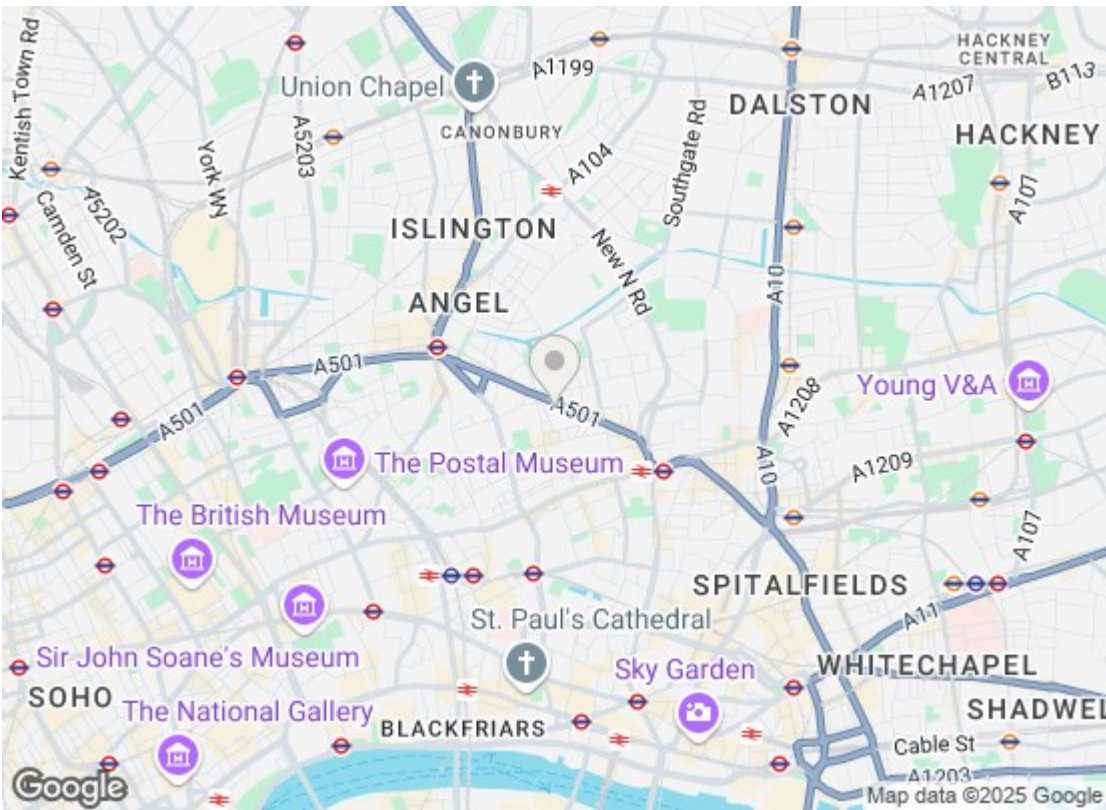 Kentish Town Rd
A1199
HACKNEY
CENTRAL
B113
A1207
Union Chapel
CANONBURY
DALSTON
HACKNEY
A5203
York Wy
A104
Southgate Rd
A107
A5202
Camden St
ISLINGTON
New N Rd
A10
ANGEL
A501
A501
A501
Young V&A
A1208
A10
The Postal Museum
A1209
The British Museum
A107
SPITALFIELDS
St. Paul's Cathedral
A11
Sir John Soane's Museum
Sky Garden
WHITECHAPEL
SOHO
The National Gallery
BLACKFRIARS
SHADWEL
Cable St
A1203
Google
Map data ©2025 Google